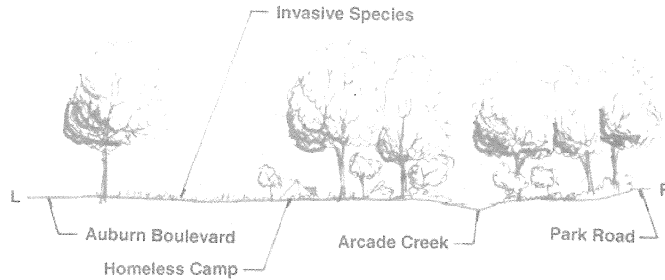 Invasive Species
L
Auburn Boulevard
Homeless Camp
Arcade Creek
Park Road